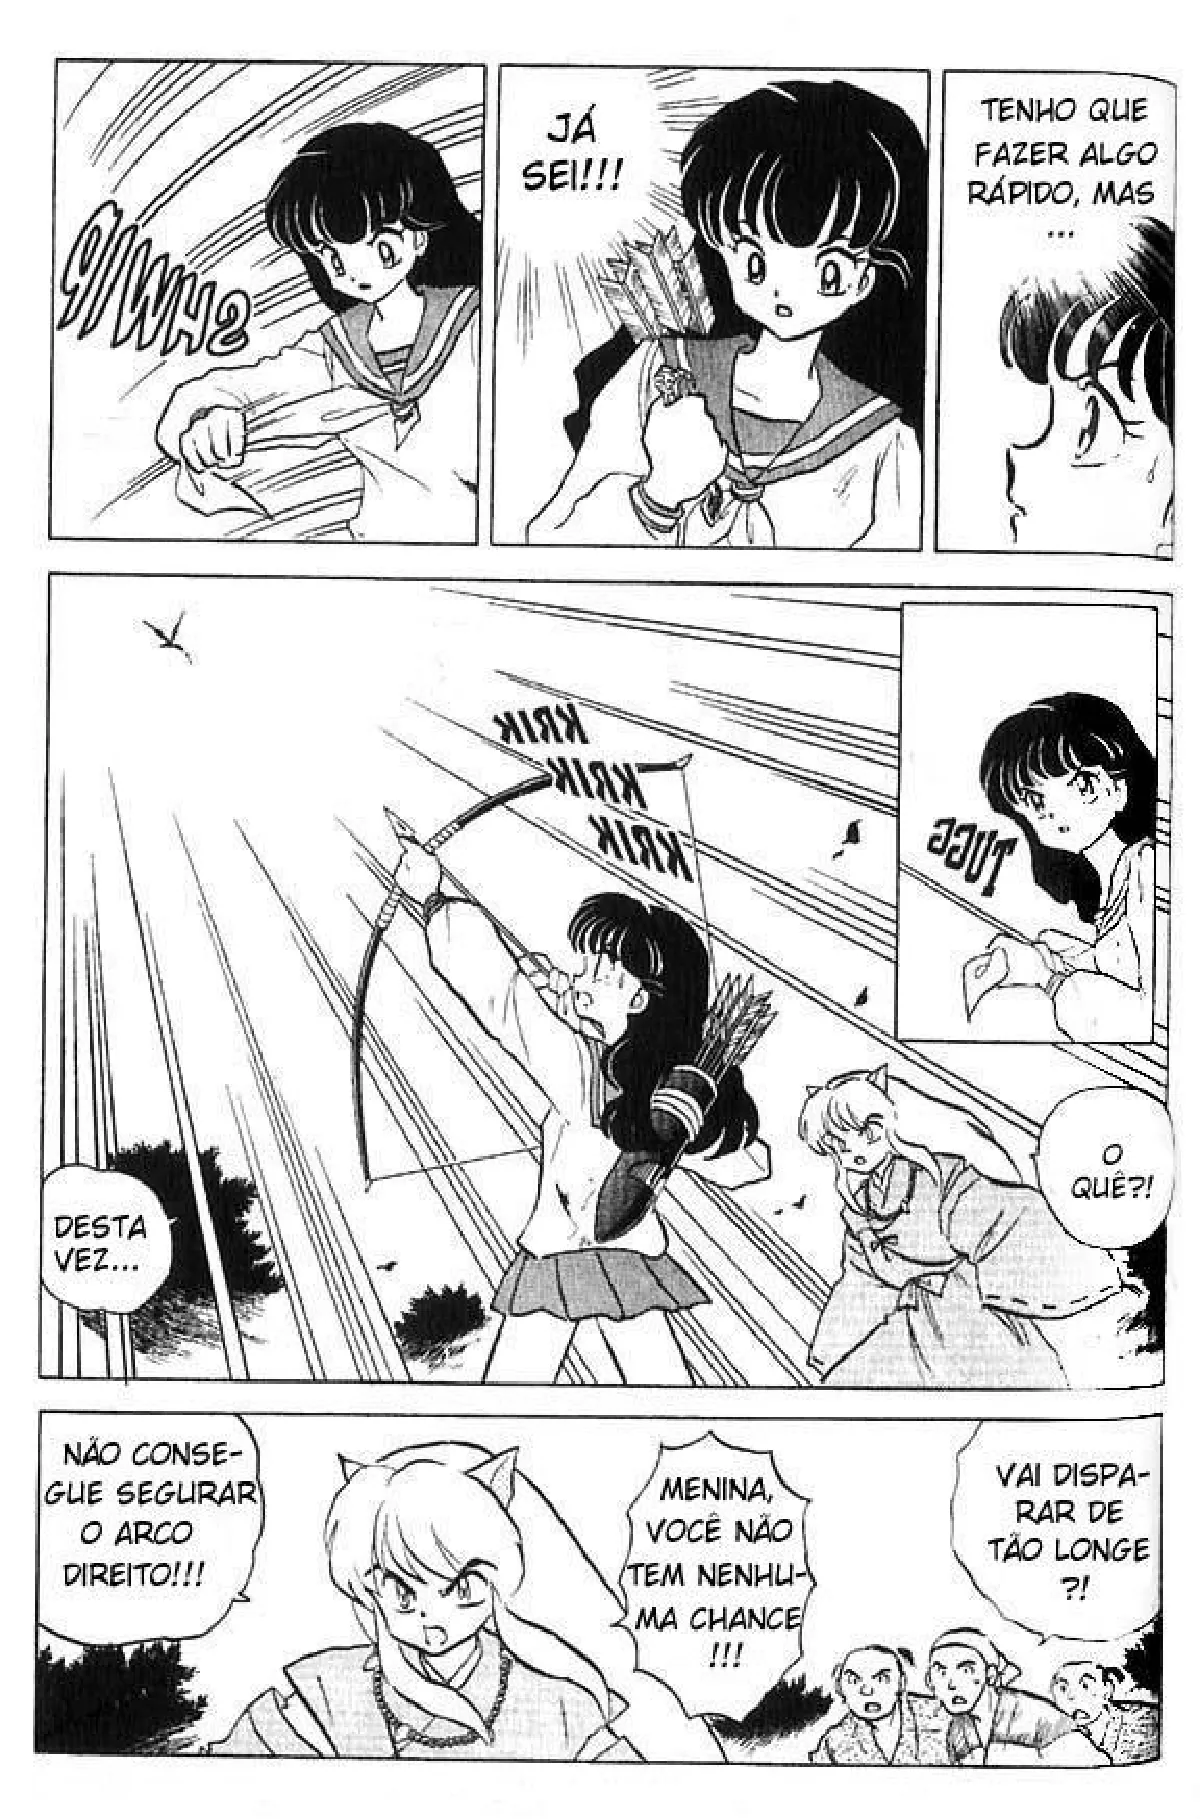 TENHO QUE
FAZER ALGO
RÁPIDO, MAS
...
JÁ
SEI!!!
SHWIP
TUGG
KRIK
KRIK
KRIK
O
QUÊ?!
DESTA
VEZ...
VAI DISPA-
RAR DE
TÃO LONGE
?!
MENINA,
VOCÊ NÃO
TEM NENHU-
MA CHANCE
!!!
NÃO CONSE-
GUE SEGURAR
O ARCO
DIREITO!!!